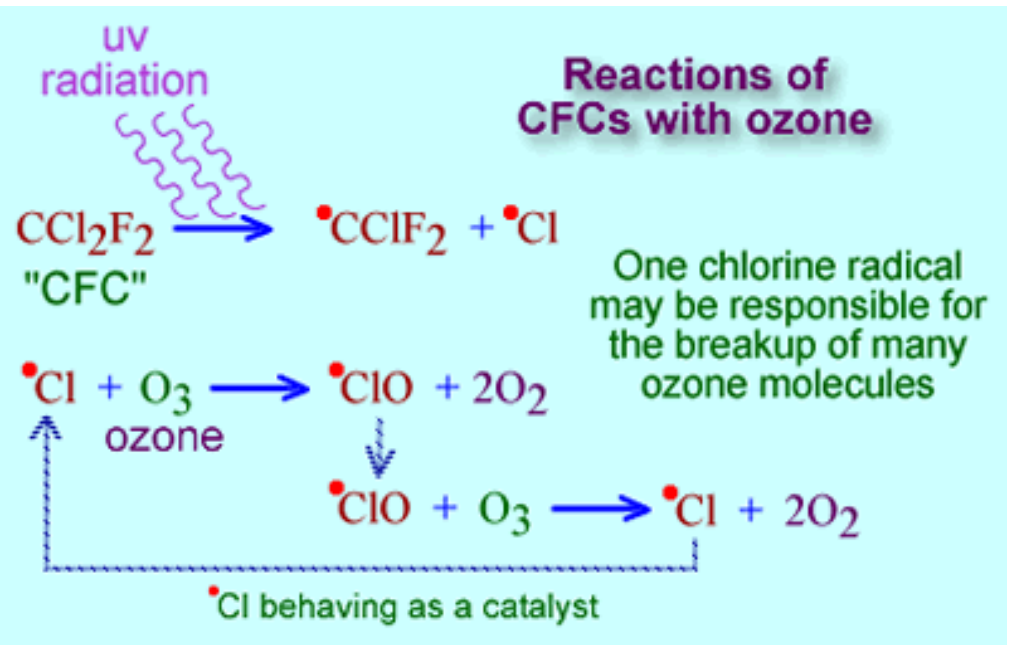 uv
radiation
Reactions of
CFCs with ozone
CCl₂F₂ → •CClF₂ + •Cl
"CFC"
One chlorine radical
may be responsible for
the breakup of many
ozone molecules
•Cl + O₃ → •ClO + 2O₂
ozone
•ClO + O₃ → •Cl + 2O₂
•Cl behaving as a catalyst